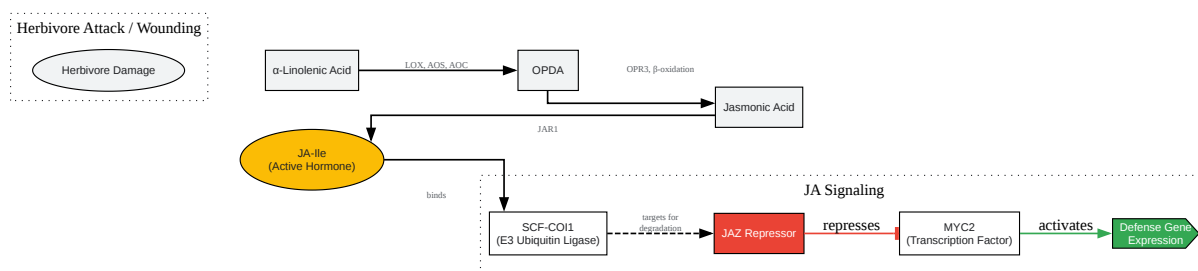 Herbivore Attack / Wounding
Herbivore Damage
α-Linolenic Acid
LOX, AOS, AOC
OPDA
OPR3, β-oxidation
Jasmonic Acid
JAR1
JA-Ile
(Active Hormone)
binds
JA Signaling
SCF-COI1
(E3 Ubiquitin Ligase)
targets for
degradation
JAZ Repressor
represses
MYC2
(Transcription Factor)
activates
Defense Gene
Expression